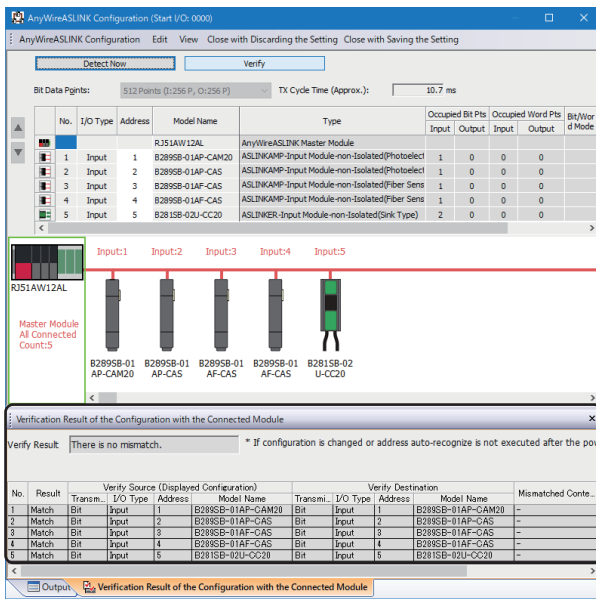 AnyWireASLINK Configuration (Start I/O: 0000)
AnyWireASLINK Configuration Edit View Close with Discarding the Setting Close with Saving the Setting
Detect Now Verify
Bit Data Points: 512 Points (I:256 P, O:256 P) TX Cycle Time (Approx.): 10.7 ms
No. I/O Type Address Model Name Type Occupied Bit Pts Occupied Word Pts Bit/Wor
d Mode
Input Output Input Output
RJ51AW12AL AnyWireASLINK Master Module
1 Input 1 B289SB-01AP-CAM20 ASLINKAMP-Input Module-non-Isolated(Photoelect 1 0 0 0
2 Input 2 B289SB-01AP-CAS ASLINKAMP-Input Module-non-Isolated(Photoelect 1 0 0 0
3 Input 3 B289SB-01AF-CAS ASLINKAMP-Input Module-non-Isolated(Fiber Sens 1 0 0 0
4 Input 4 B289SB-01AF-CAS ASLINKAMP-Input Module-non-Isolated(Fiber Sens 1 0 0 0
5 Input 5 B281SB-02U-CC20 ASLINKER-Input Module-non-Isolated(Sink Type) 2 0 0 0
Input:1 Input:2 Input:3 Input:4 Input:5
RJ51AW12AL
Master Module
All Connected
Count:5
B289SB-01 B289SB-01 B289SB-01 B289SB-01 B281SB-02
AP-CAM20 AP-CAS AF-CAS AF-CAS U-CC20
Verification Result of the Configuration with the Connected Module
Verify Result There is no mismatch. * If configuration is changed or address auto-recognize is not executed after the pow
No. Result Verify Source (Displayed Configuration) Verify Destination Mismatched Conte...
Transm... I/O Type Address Model Name Transmi... I/O Type Address Model Name
1 Match Bit Input 1 B289SB-01AP-CAM20 Bit Input 1 B289SB-01AP-CAM20 -
2 Match Bit Input 2 B289SB-01AP-CAS Bit Input 2 B289SB-01AP-CAS -
3 Match Bit Input 3 B289SB-01AF-CAS Bit Input 3 B289SB-01AF-CAS -
4 Match Bit Input 4 B289SB-01AF-CAS Bit Input 4 B289SB-01AF-CAS -
5 Match Bit Input 5 B281SB-02U-CC20 Bit Input 5 B281SB-02U-CC20 -
Output Verification Result of the Configuration with the Connected Module